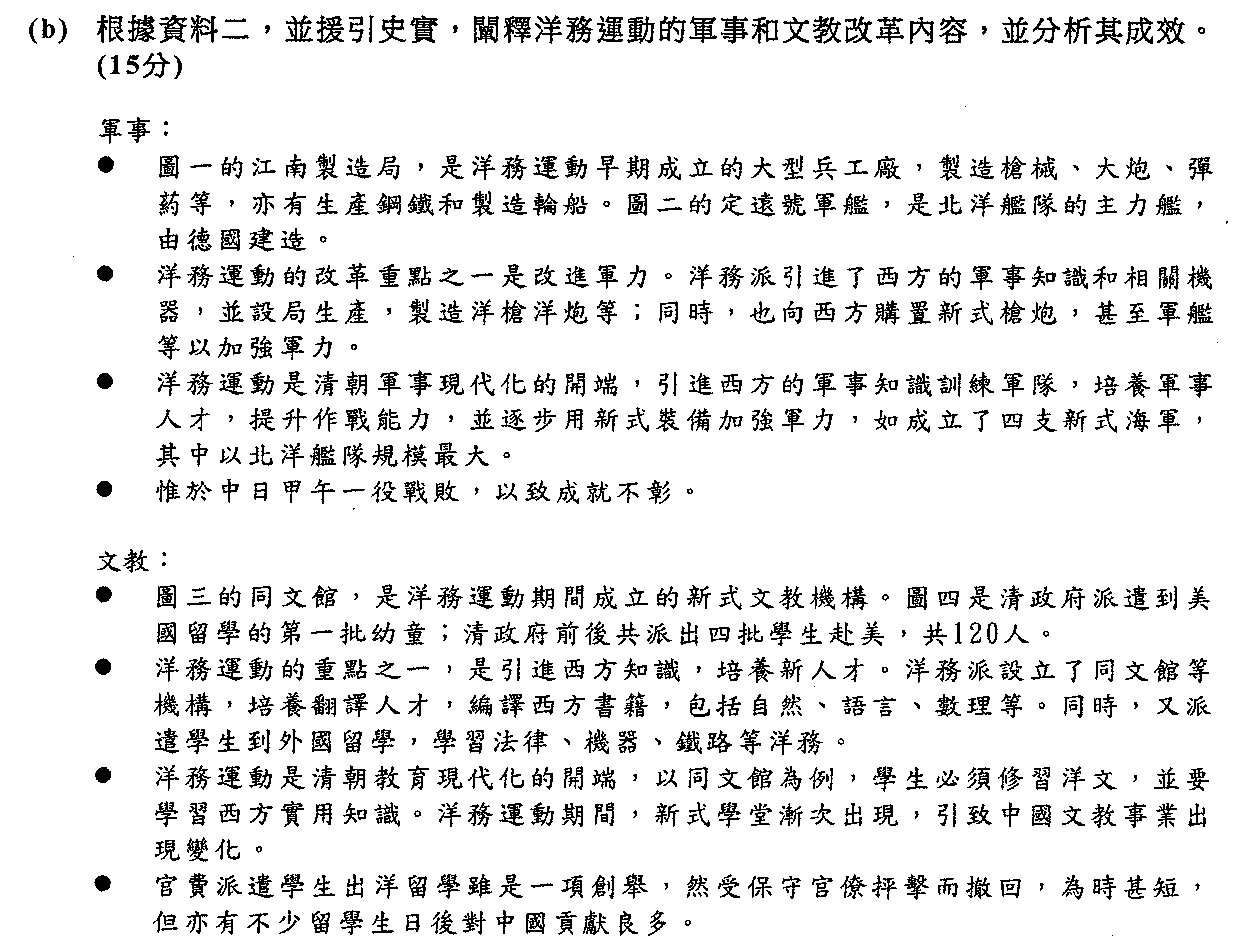 (b) 根據資料二，並援引史實，闡釋洋務運動的軍事和文教改革內容，並分析其成效。
(15分)
軍事：
● 圖一的江南製造局，是洋務運動早期成立的大型兵工廠，製造槍械、大炮、彈
葯等，亦有生產鋼鐵和製造輪船。圖二的定遠號軍艦，是北洋艦隊的主力艦，
由德國建造。
● 洋務運動的改革重點之一是改進軍力。洋務派引進了西方的軍事知識和相關機
器，並設局生產，製造洋槍洋炮等；同時，也向西方購置新式槍炮，甚至軍艦
等以加強軍力。
● 洋務運動是清朝軍事現代化的開端，引進西方的軍事知識訓練軍隊，培養軍事
人才，提升作戰能力，並逐步用新式裝備加強軍力，如成立了四支新式海軍，
其中以北洋艦隊規模最大。
● 惟於中日甲午一役戰敗，以致成就不彰。
文教：
● 圖三的同文館，是洋務運動期間成立的新式文教機構。圖四是清政府派遣到美
國留學的第一批幼童；清政府前後共派出四批學生赴美，共120人。
● 洋務運動的重點之一，是引進西方知識，培養新人才。洋務派設立了同文館等
機構，培養翻譯人才，編譯西方書籍，包括自然、語言、數理等。同時，又派
遣學生到外國留學，學習法律、機器、鐵路等洋務。
● 洋務運動是清朝教育現代化的開端，以同文館為例，學生必須修習洋文，並要
學習西方實用知識。洋務運動期間，新式學堂漸次出現，引致中國文教事業出
現變化。
● 官費派遣學生出洋留學雖是一項創舉，然受保守官僚抨擊而撤回，為時甚短，
但亦有不少留學生日後對中國貢獻良多。